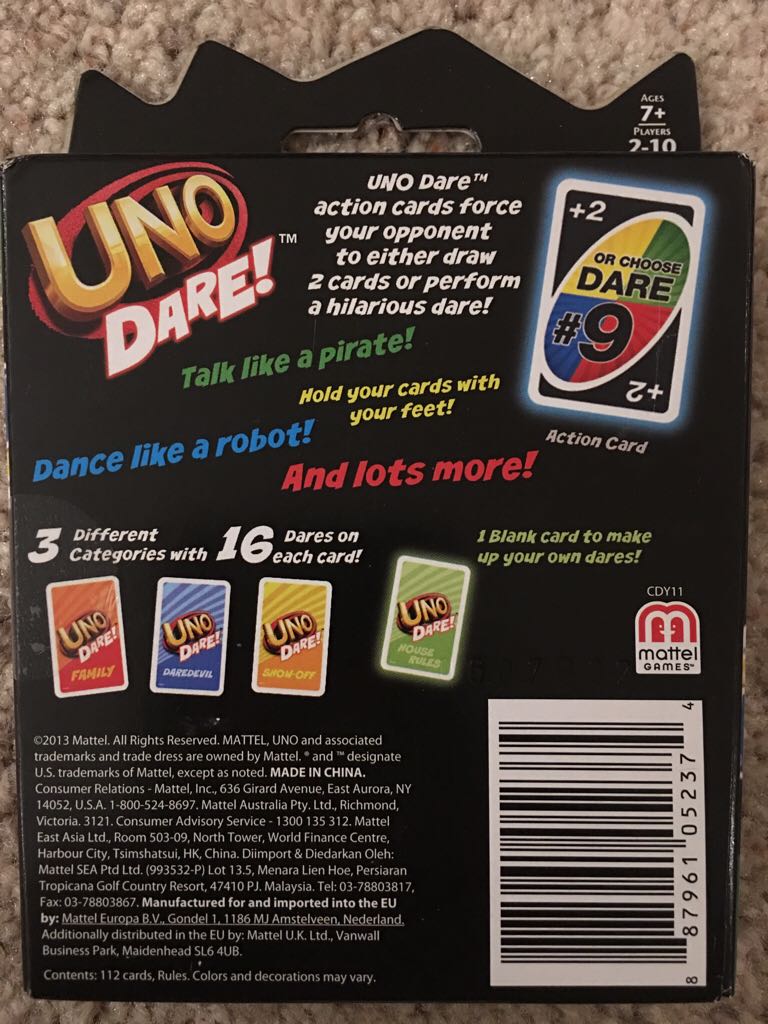 AGES
7+
PLAYERS
2-10
UNO
DARE!™
UNO Dare™
action cards force
your opponent
to either draw
2 cards or perform
a hilarious dare!
+2
OR CHOOSE
DARE
#9
+2
Action Card
Talk like a pirate!
Hold your cards with
your feet!
Dance like a robot!
And lots more!
3 Different
Categories with 16 Dares on
each card!
1 Blank card to make
up your own dares!
UNO
DARE!
FAMILY
UNO
DARE!
DAREDEVIL
UNO
DARE!
SHOW-OFF
UNO
DARE!
HOUSE
RULES
CDY11
mattel
GAMES™
©2013 Mattel. All Rights Reserved. MATTEL, UNO and associated
trademarks and trade dress are owned by Mattel. ® and ™ designate
U.S. trademarks of Mattel, except as noted. MADE IN CHINA.
Consumer Relations - Mattel, Inc., 636 Girard Avenue, East Aurora, NY
14052, U.S.A. 1-800-524-8697. Mattel Australia Pty. Ltd., Richmond,
Victoria. 3121. Consumer Advisory Service - 1300 135 312. Mattel
East Asia Ltd., Room 503-09, North Tower, World Finance Centre,
Harbour City, Tsimshatsui, HK, China. Diimport & Diedarkan Oleh:
Mattel SEA Ptd Ltd. (993532-P) Lot 13.5, Menara Lien Hoe, Persiaran
Tropicana Golf Country Resort, 47410 PJ. Malaysia. Tel: 03-78803817,
Fax: 03-78803867. Manufactured for and imported into the EU
by: Mattel Europa B.V., Gondel 1, 1186 MJ Amstelveen, Nederland.
Additionally distributed in the EU by: Mattel U.K. Ltd., Vanwall
Business Park, Maidenhead SL6 4UB.
Contents: 112 cards, Rules. Colors and decorations may vary.
8 87961 05237 4